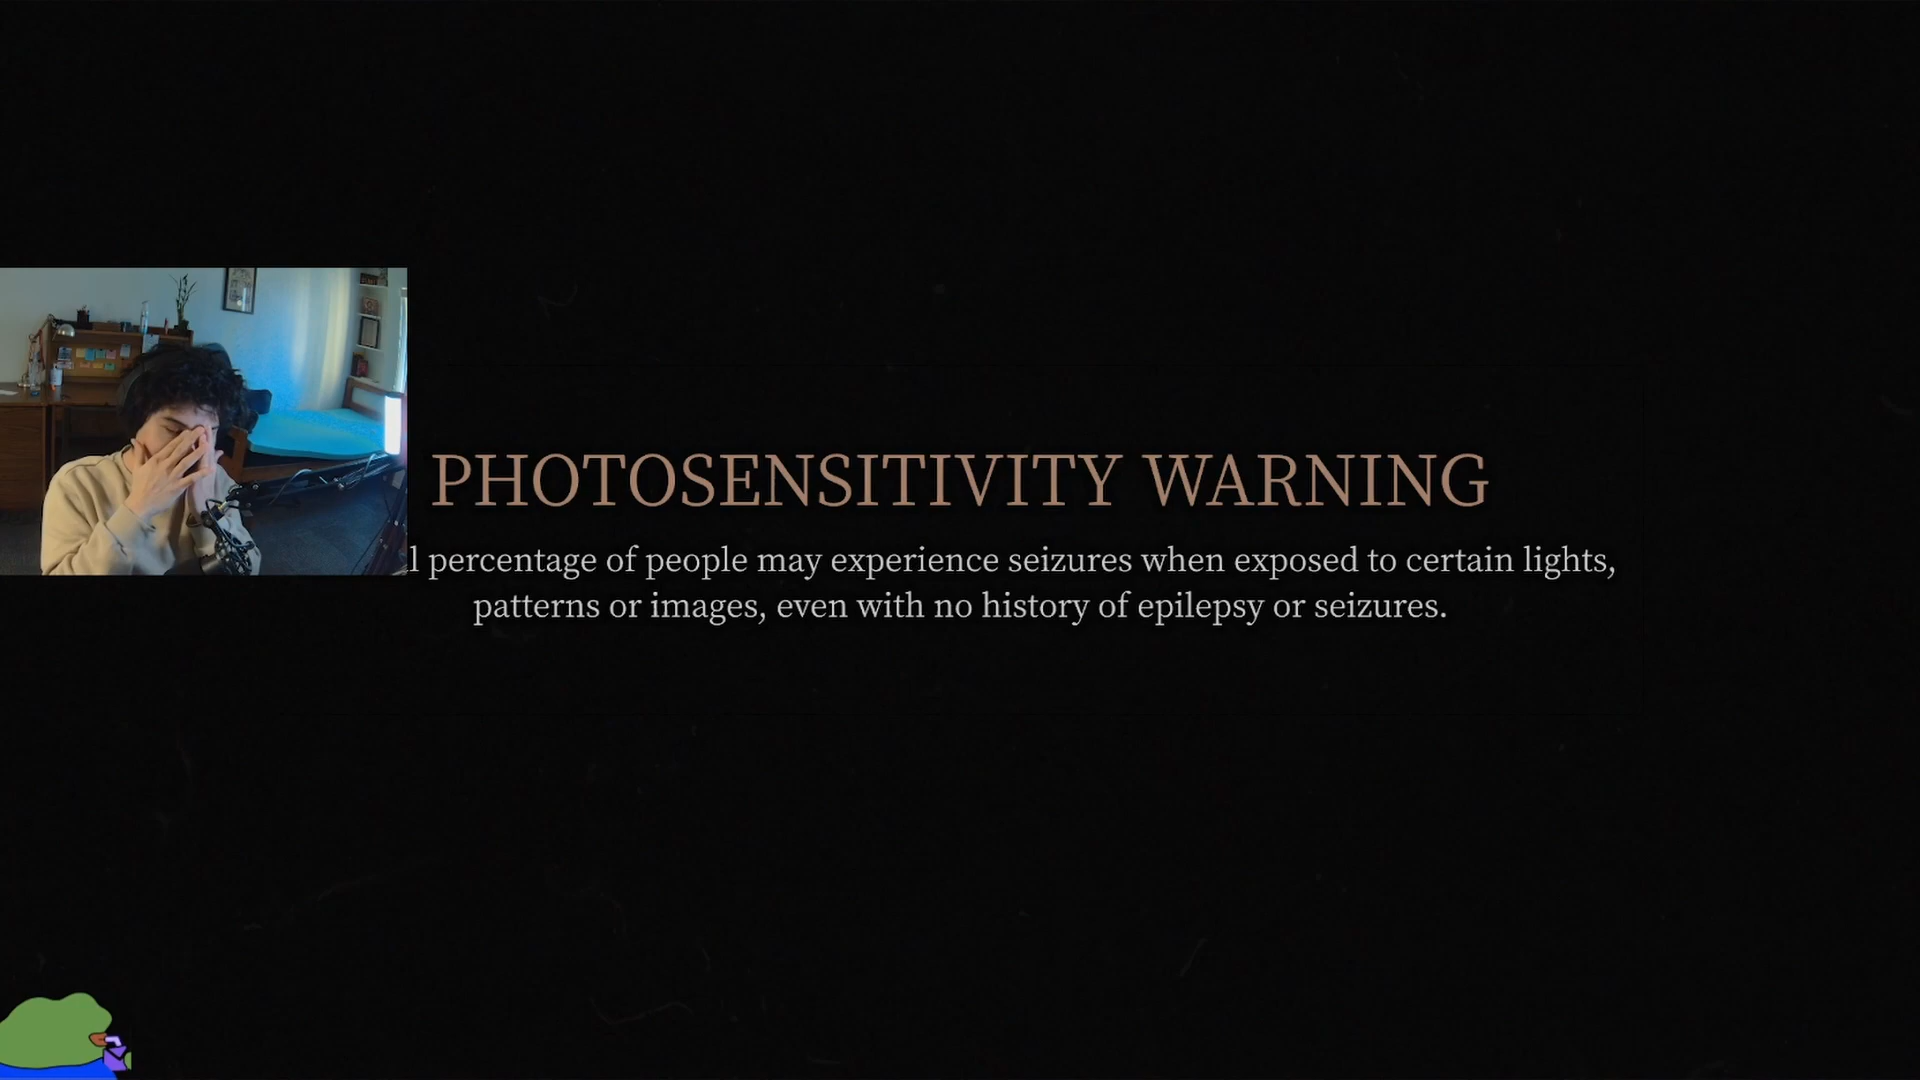 PHOTOSENSITIVITY WARNING
percentage of people may experience seizures when exposed to certain lights,
patterns or images, even with no history of epilepsy or seizures.